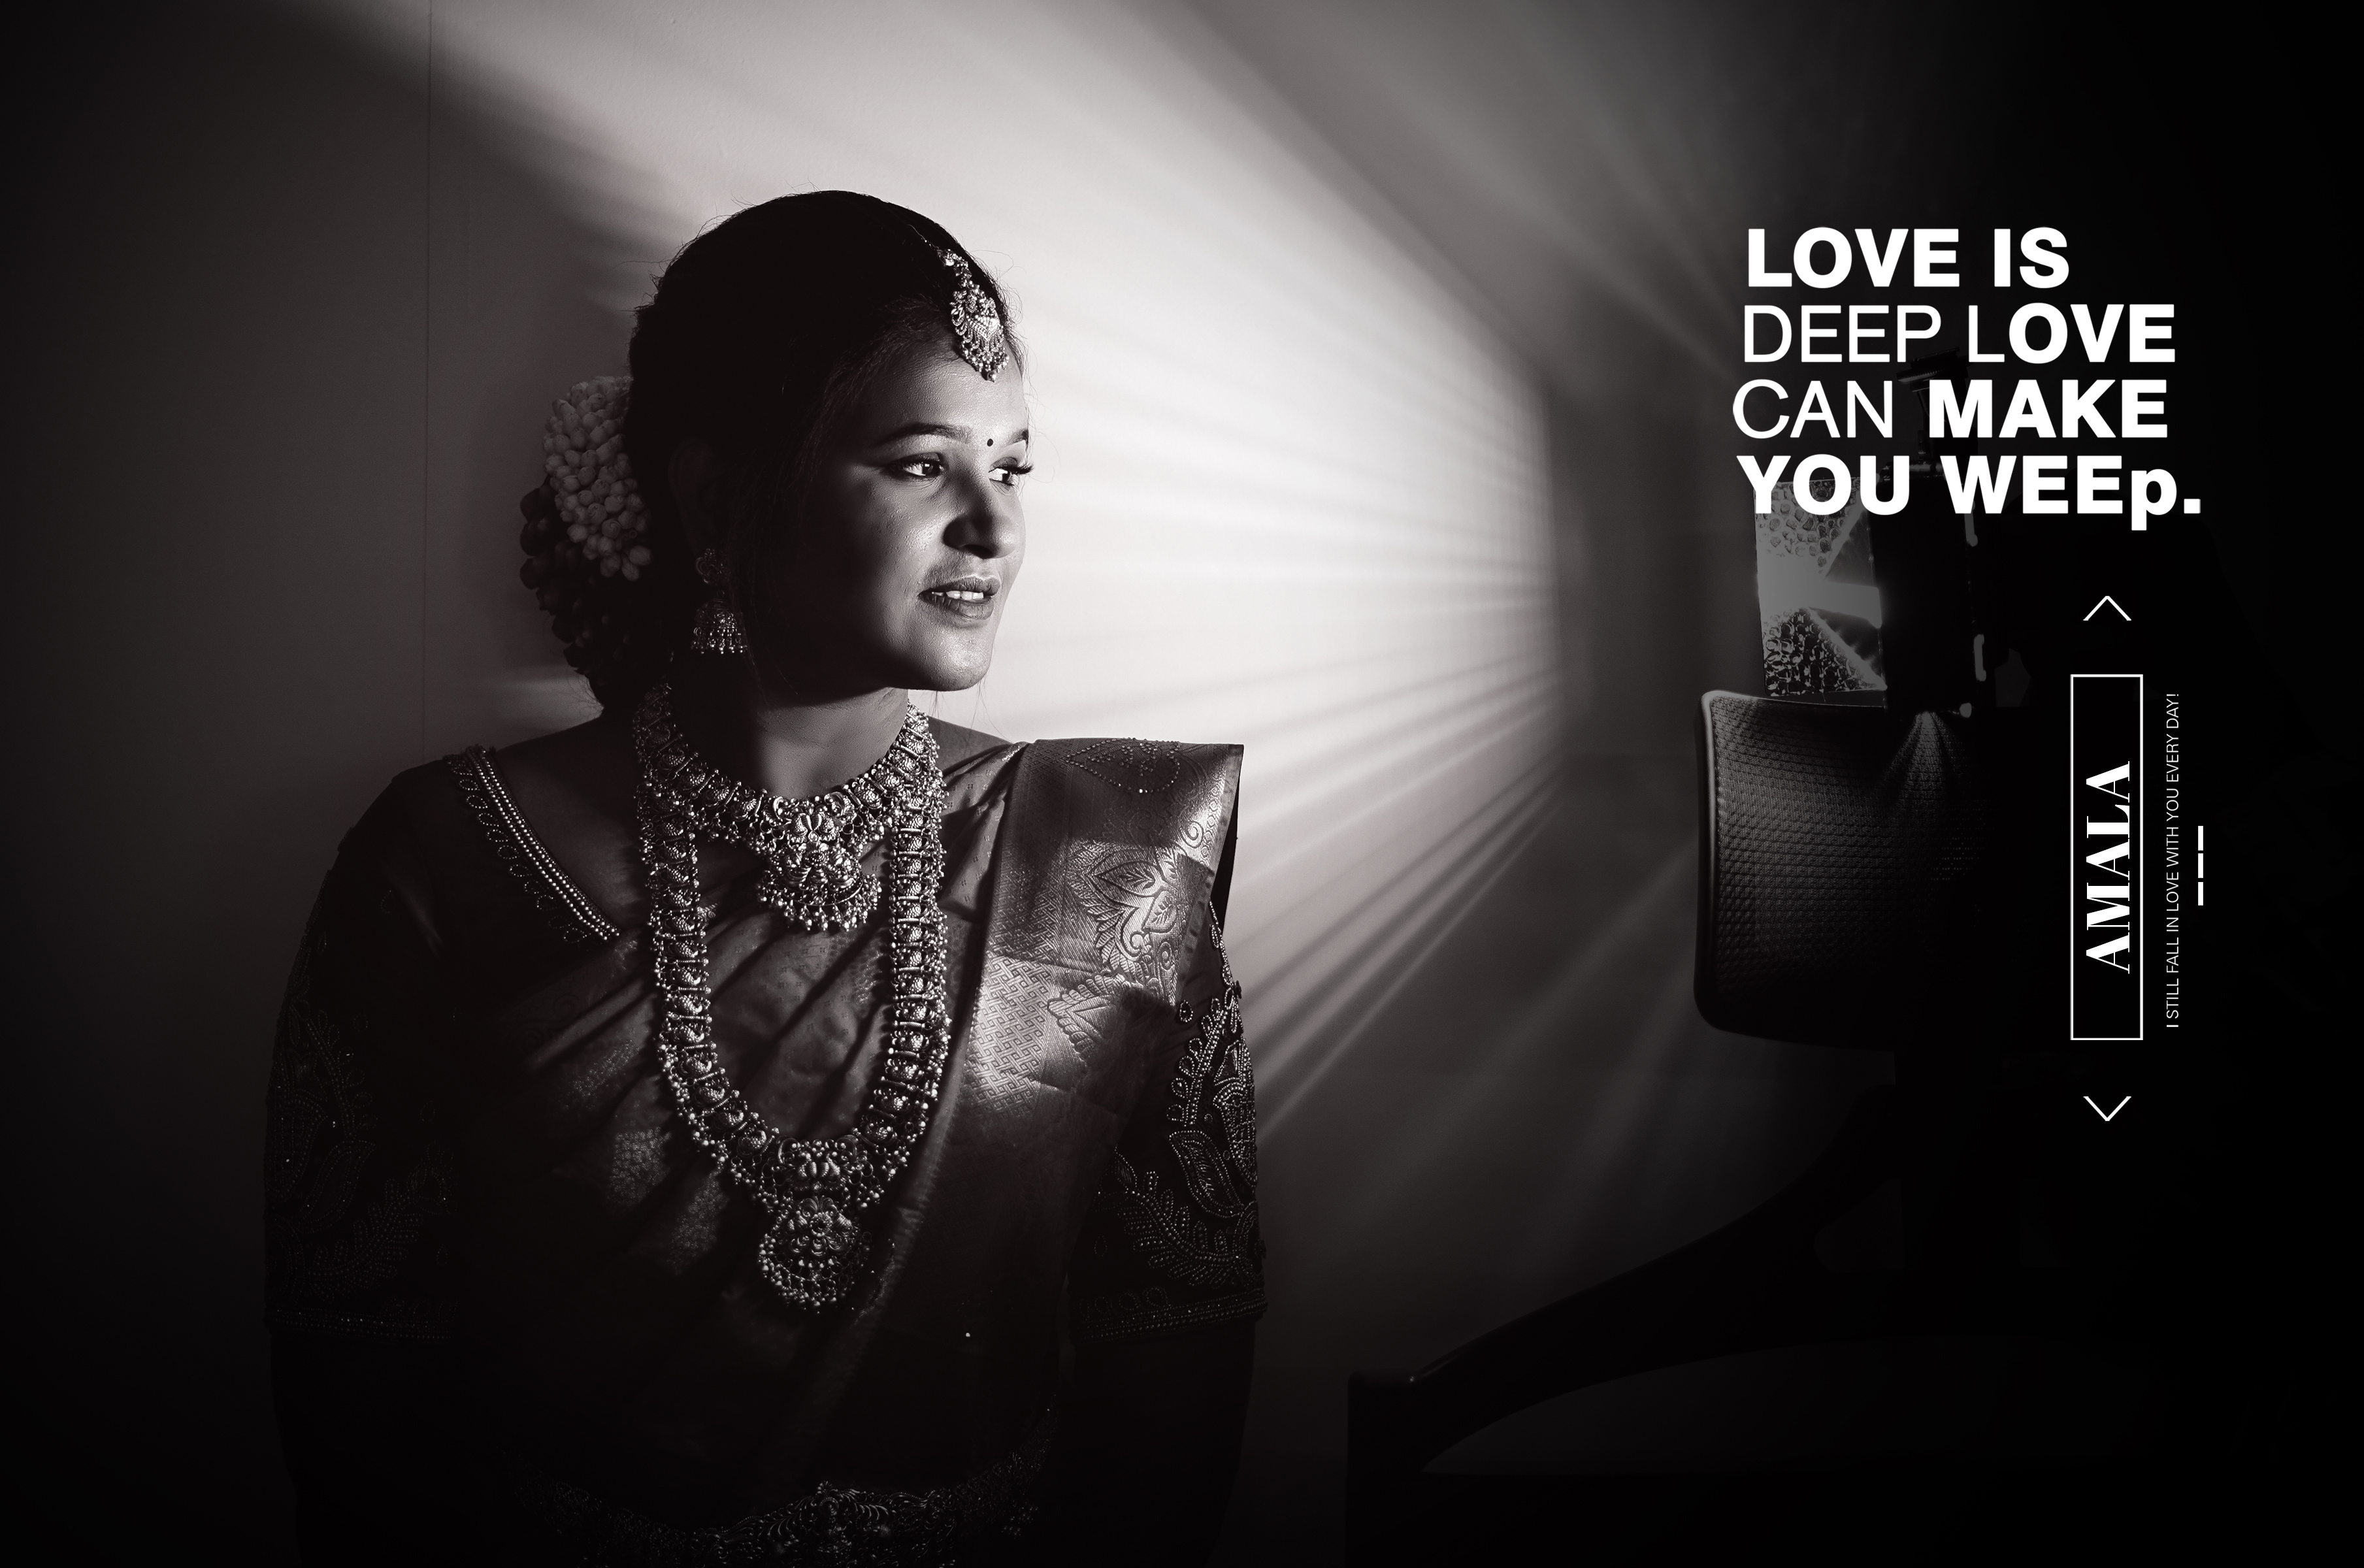 LOVE IS
DEEP LOVE
CAN MAKE
YOU WEEp.
AMALA
I STILL FALL IN LOVE WITH YOU EVERY DAY!